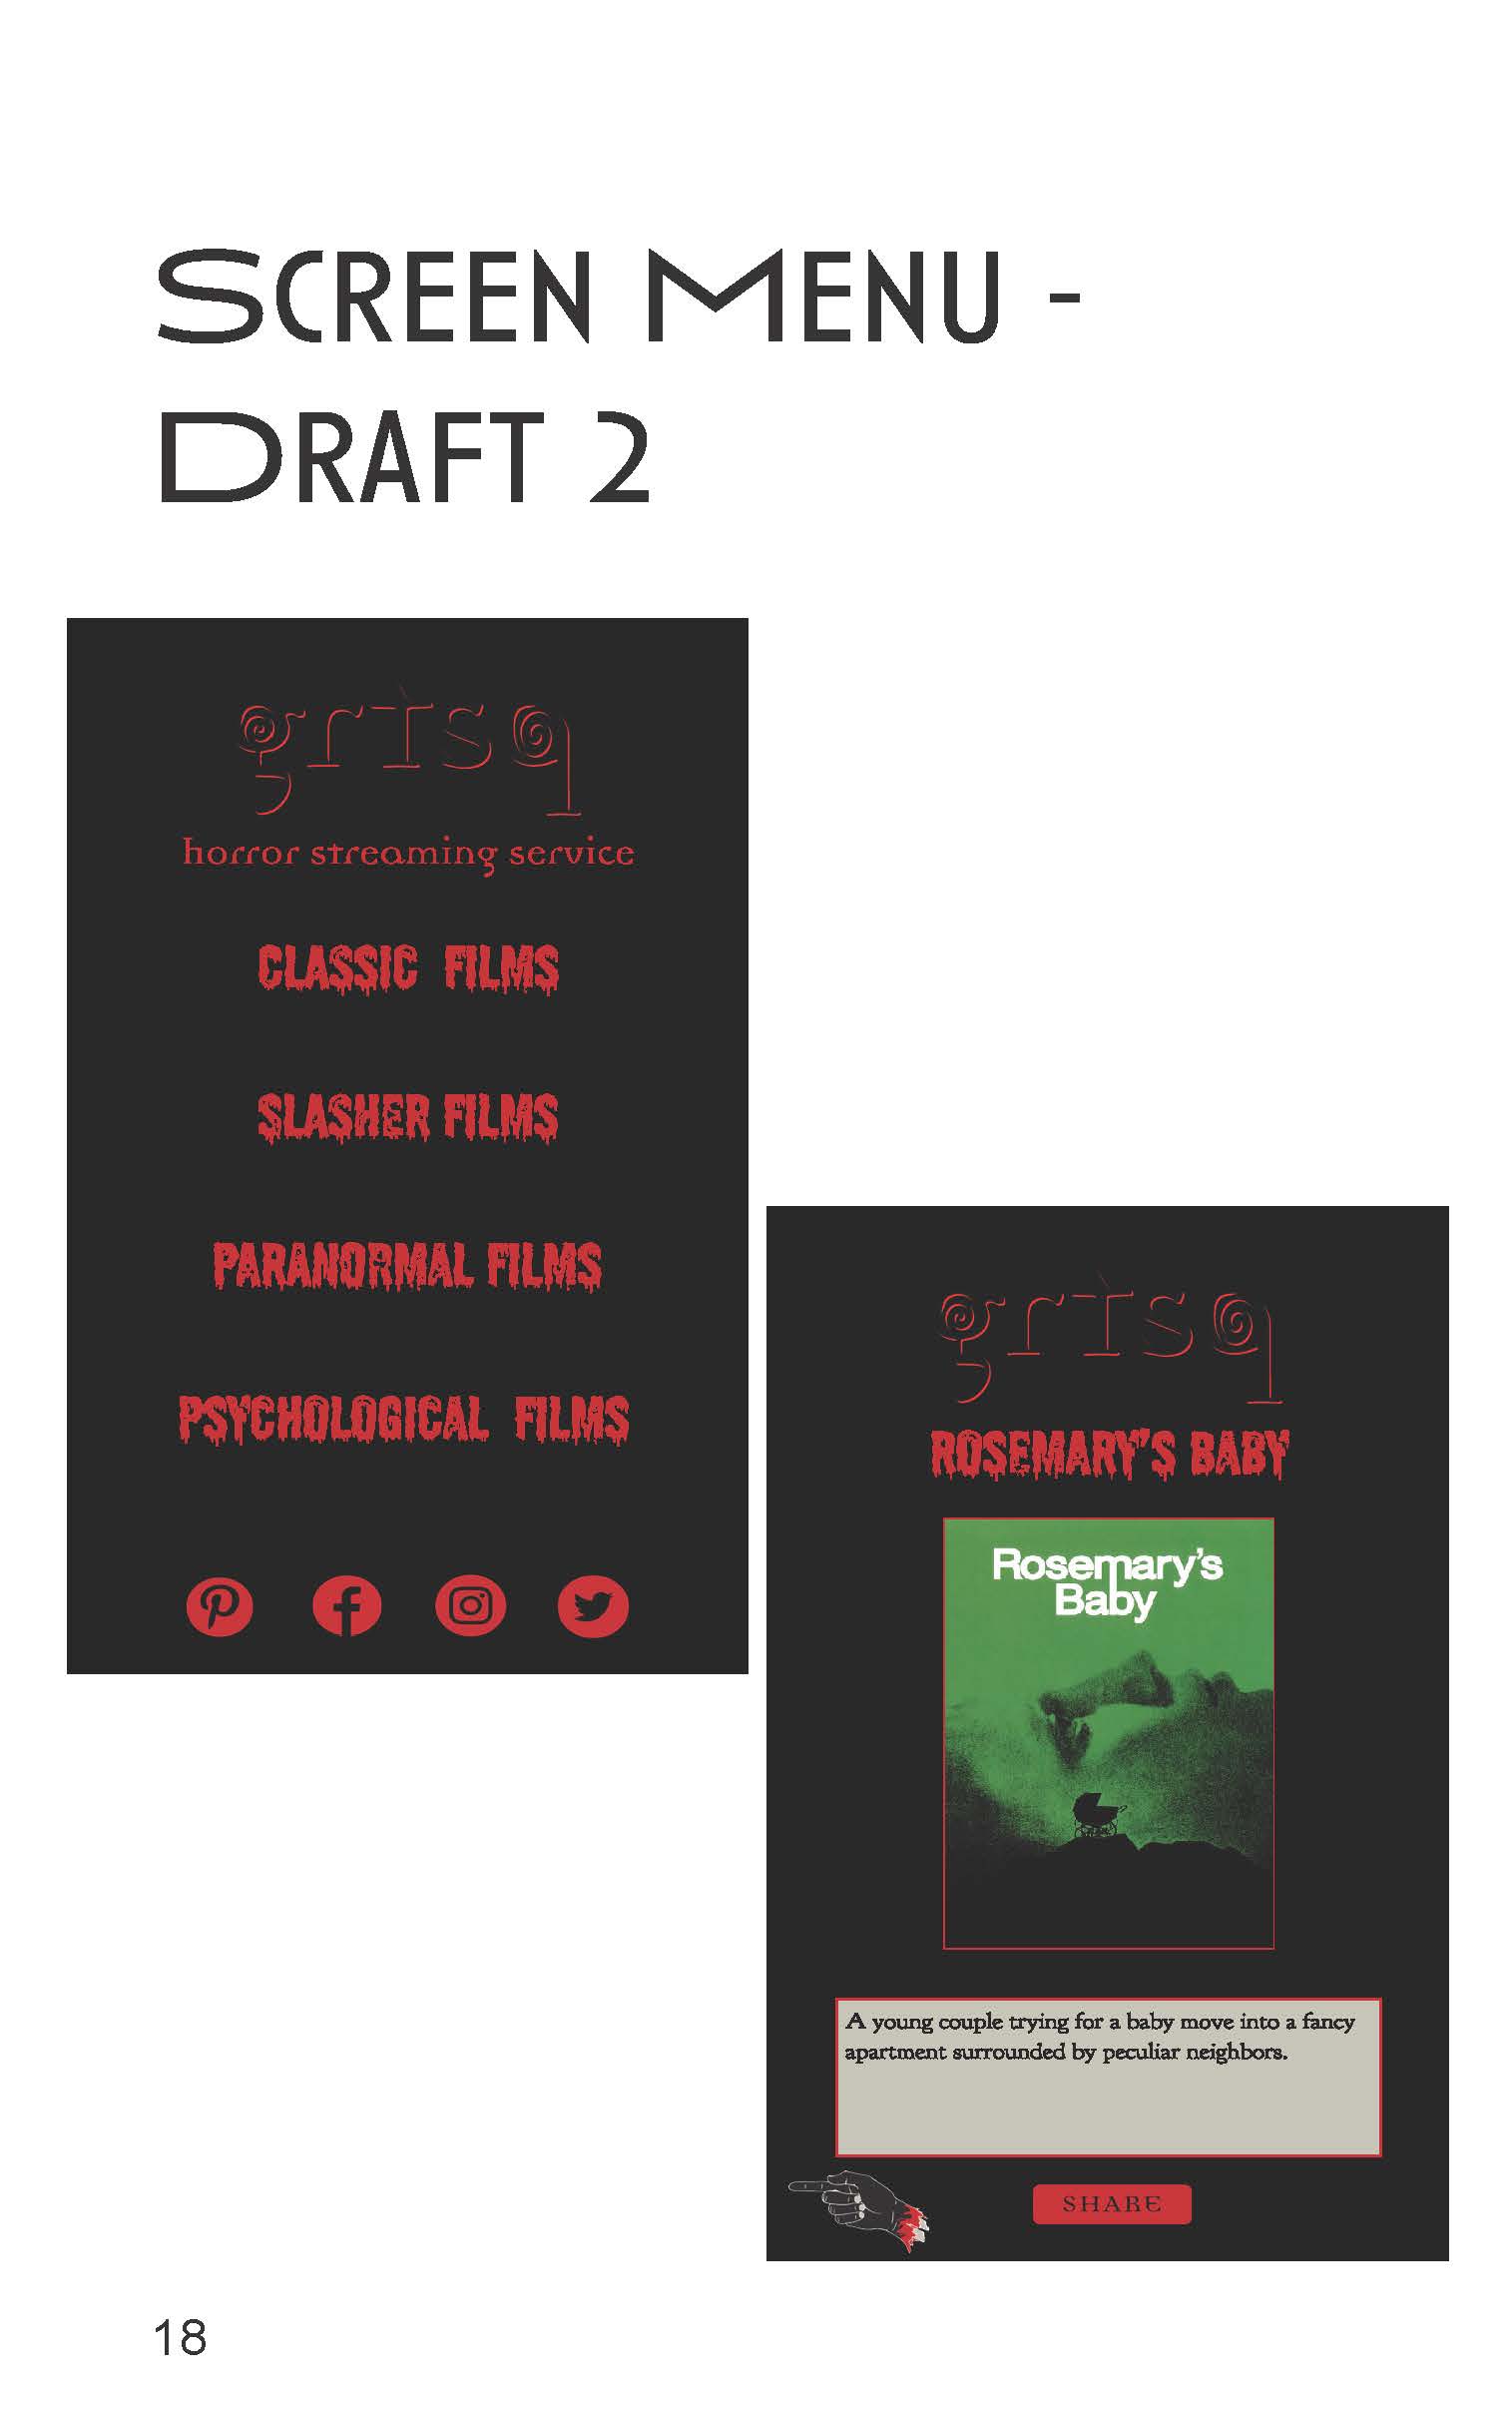 Screen Menu -
Draft 2
grisq
horror streaming service
CLASSIC FILMS
SLASHER FILMS
PARANORMAL FILMS
PSYCHOLOGICAL FILMS
grisq
ROSEMARY'S BABY
Rosemary's
Baby
A young couple trying for a baby move into a fancy
apartment surrounded by peculiar neighbors.
SHARE
18